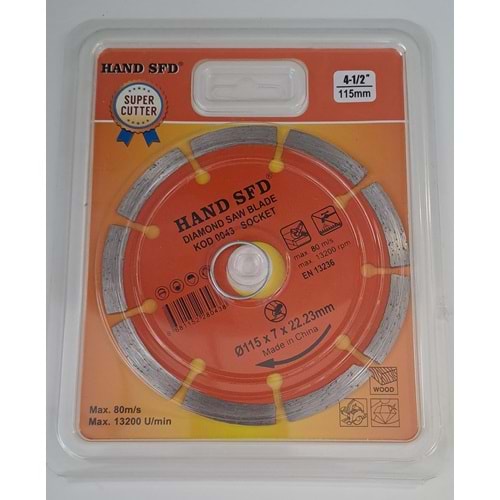 HAND SFD®
SUPER
CUTTER
4-1/2"
115mm
HAND SFD®
DIAMOND SAW BLADE
KOD 0043 SOCKET
max. 80 m/s
max. 13200 rpm
EN 13236
Ø115 x 7 x 22.23mm
Made in China
WOOD
Max. 80m/s
Max. 13200 U/min